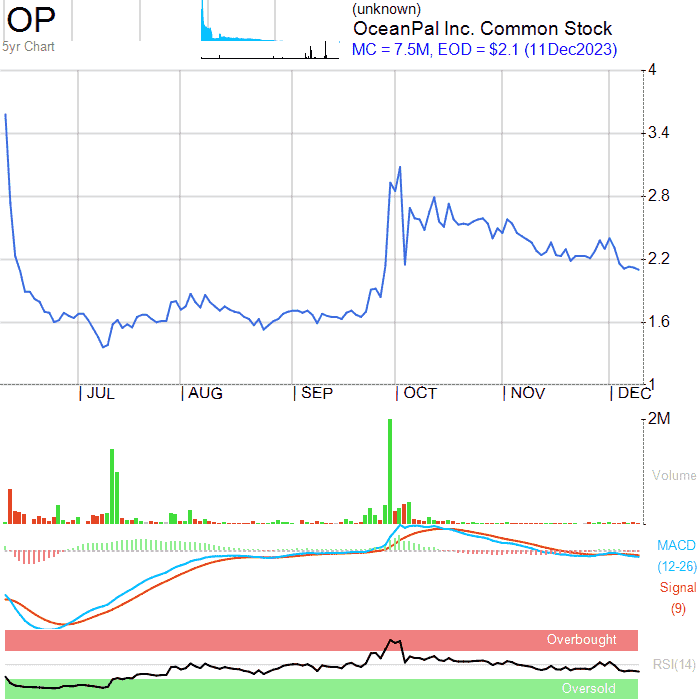 OP
5yr Chart
(unknown)
OceanPal Inc. Common Stock
MC = 7.5M, EOD = $2.1 (11Dec2023)
4
3.4
2.8
2.2
1.6
1
JUL AUG SEP OCT NOV DEC
2M
Volume
MACD
(12-26)
Signal
(9)
Overbought
RSI(14)
Oversold